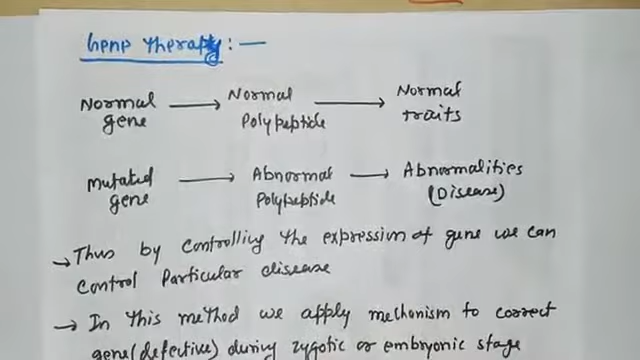 Gene therapy : —
Normal gene → Normal Polypeptide → Normal traits
Mutated gene → Abnormal Polypeptide → Abnormalities (Disease)
→ Thus by controlling the expression of gene we can
control Particular disease
→ In this method we apply mechanism to correct
gene (defective) during zygotic or embryonic stage